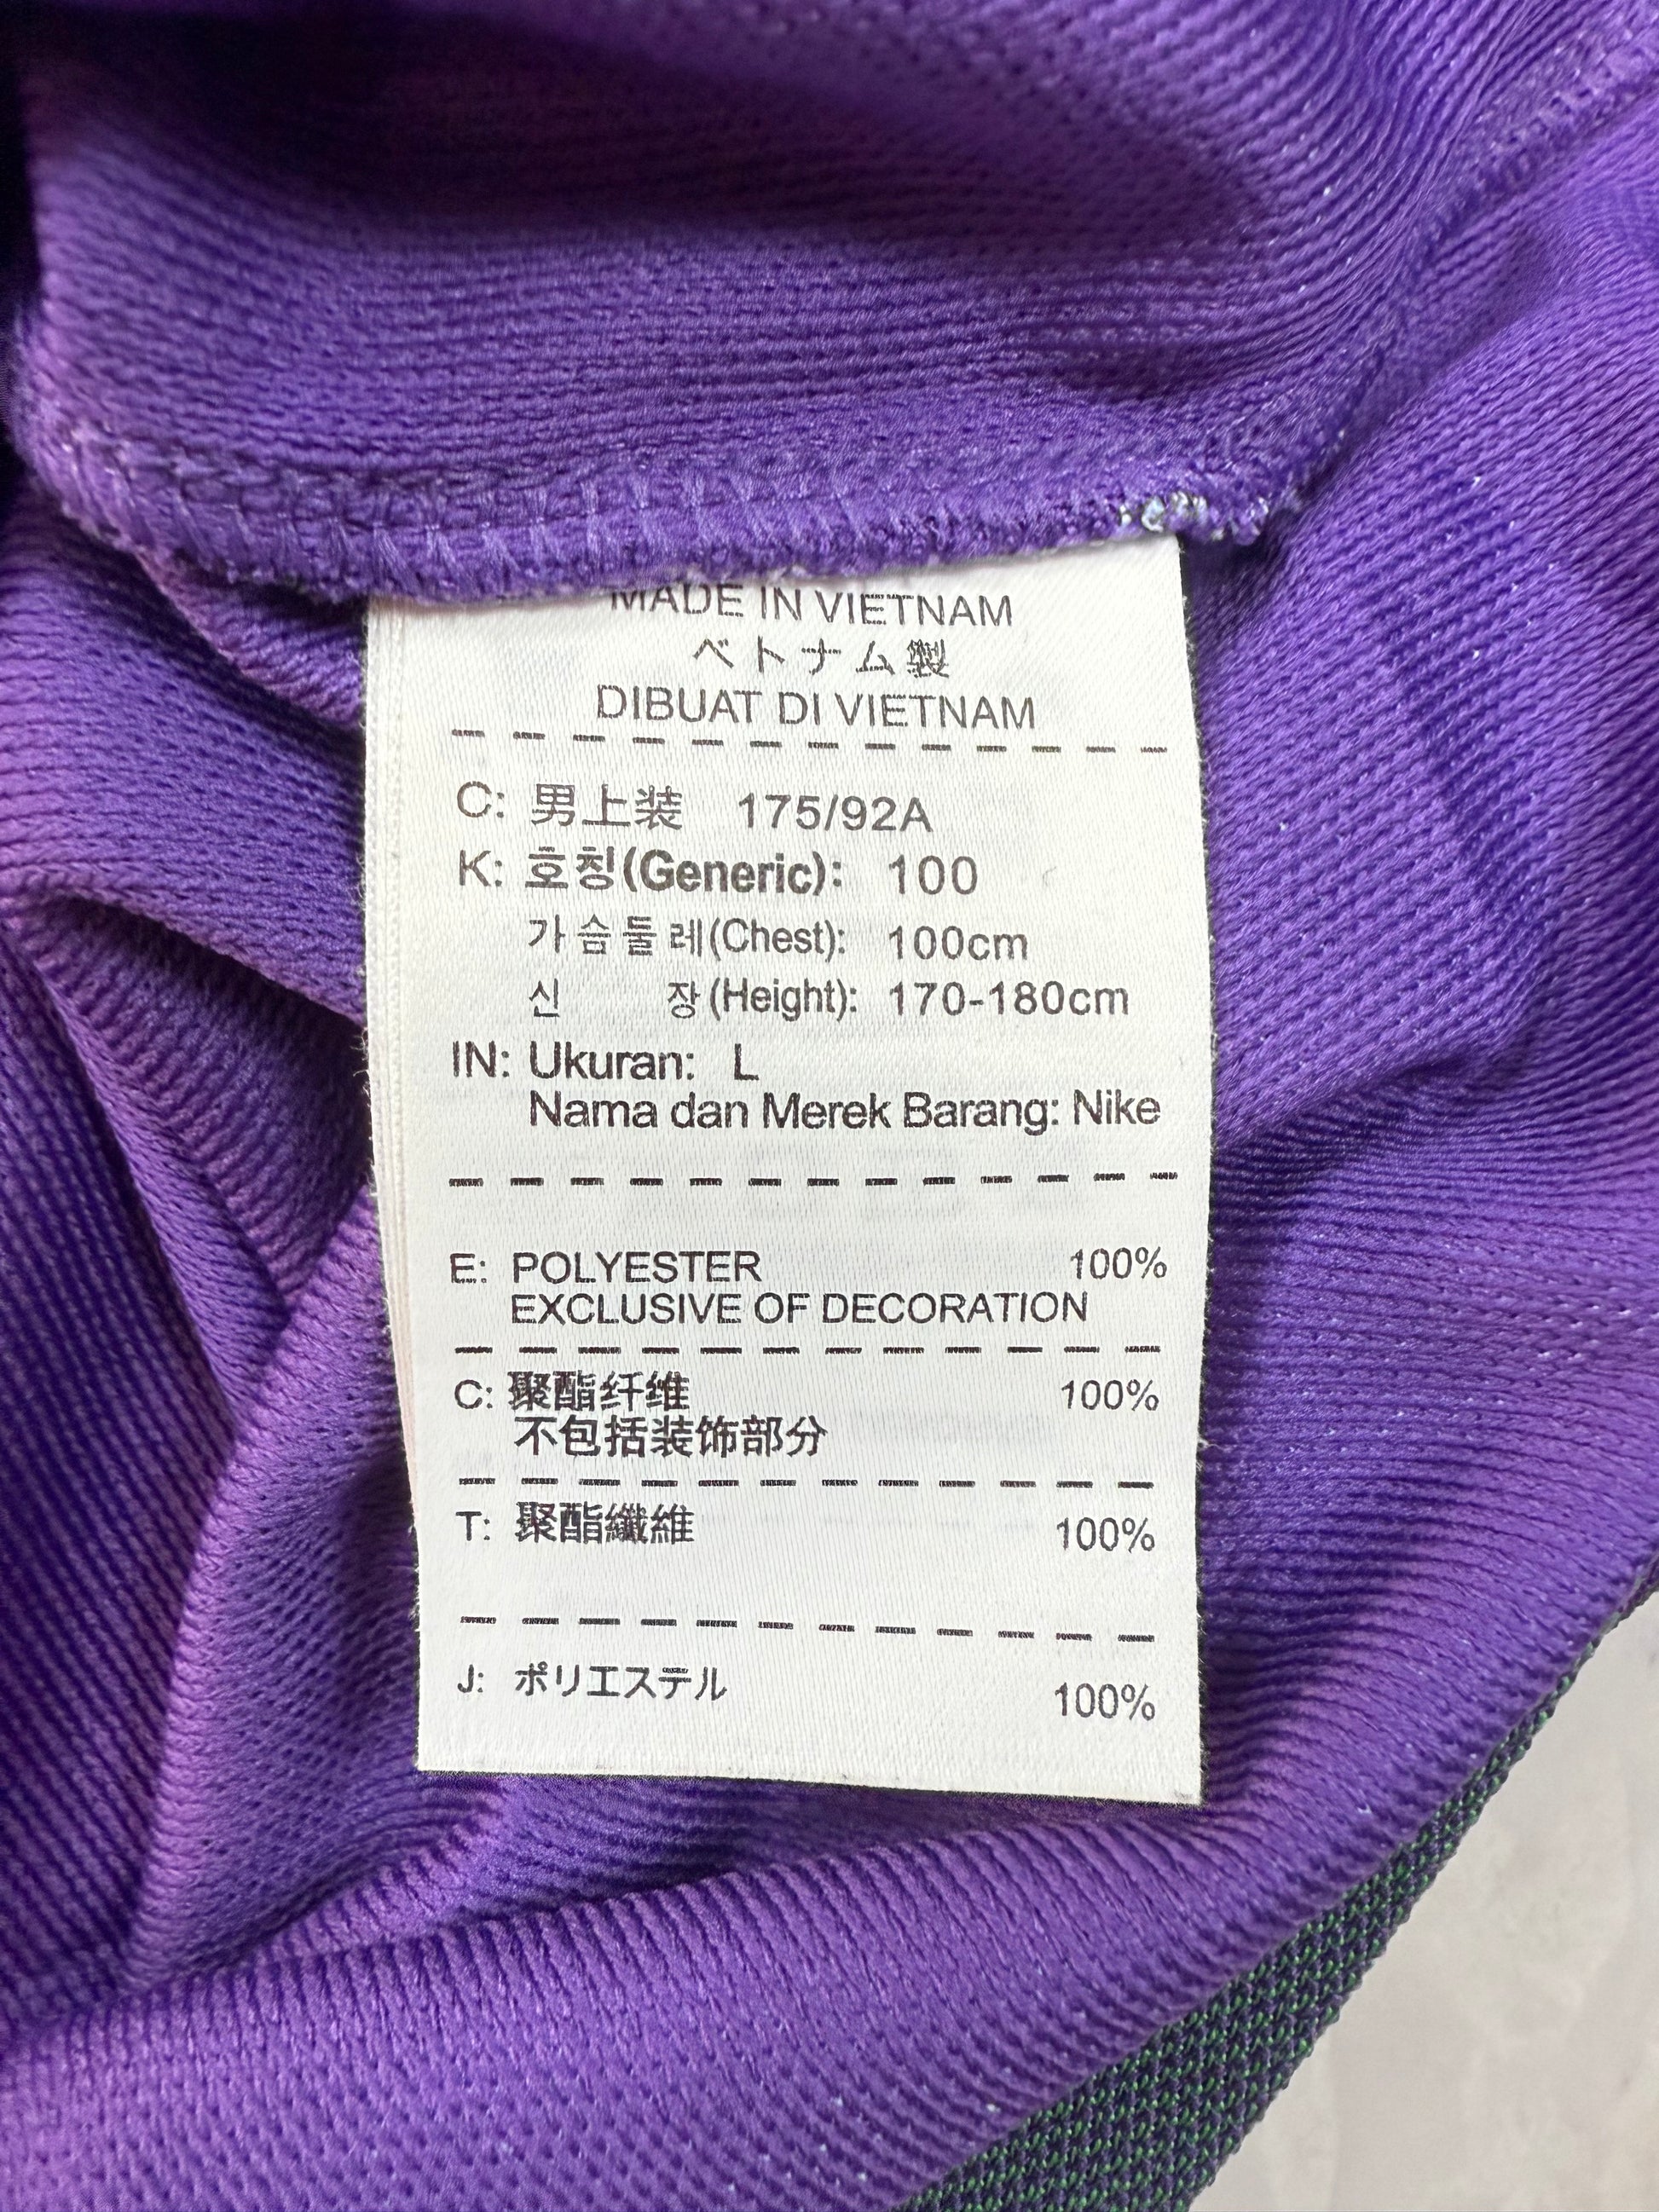 MADE IN VIETNAM
ベトナム製
DIBUAT DI VIETNAM
C: 男上装 175/92A
K: 호칭(Generic): 100
가슴둘레(Chest): 100cm
신 장(Height): 170-180cm
IN: Ukuran: L
Nama dan Merek Barang: Nike
E: POLYESTER 100%
EXCLUSIVE OF DECORATION
C: 聚酯纤维 100%
不包括装饰部分
T: 聚酯纖維 100%
J: ポリエステル 100%